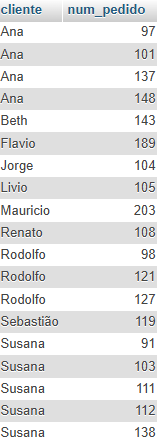 cliente num_pedido
Ana 97
Ana 101
Ana 137
Ana 148
Beth 143
Flavio 189
Jorge 104
Livio 105
Mauricio 203
Renato 108
Rodolfo 98
Rodolfo 121
Rodolfo 127
Sebastião 119
Susana 91
Susana 103
Susana 111
Susana 112
Susana 138